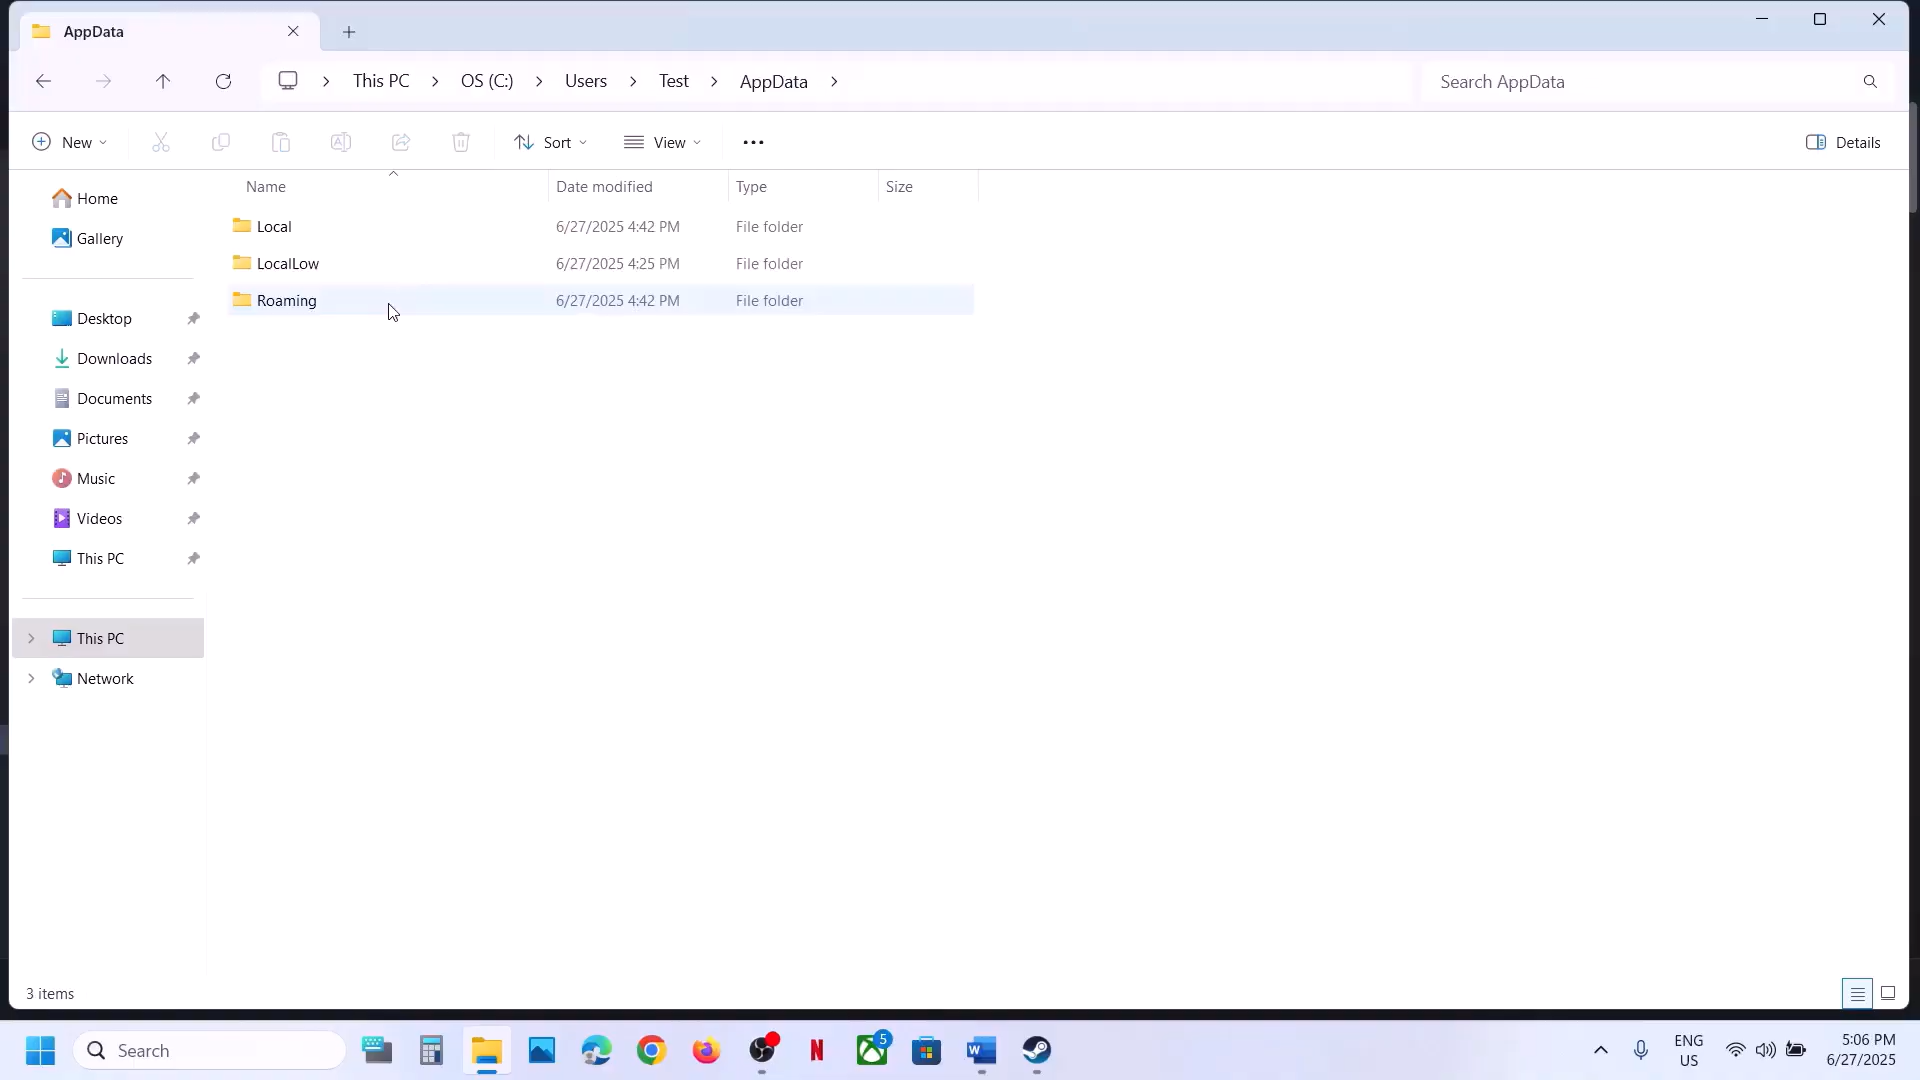 AppData
This PC
OS (C:)
Users
Test
AppData
Search AppData
New
Sort
View
Details
Name
Date modified
Type
Size
Home
Gallery
Desktop
Downloads
Documents
Pictures
Music
Videos
This PC
This PC
Network
Local 6/27/2025 4:42 PM File folder
LocalLow 6/27/2025 4:25 PM File folder
Roaming 6/27/2025 4:42 PM File folder
3 items
Search
N
5
W
ENG
US
5:06 PM
6/27/2025